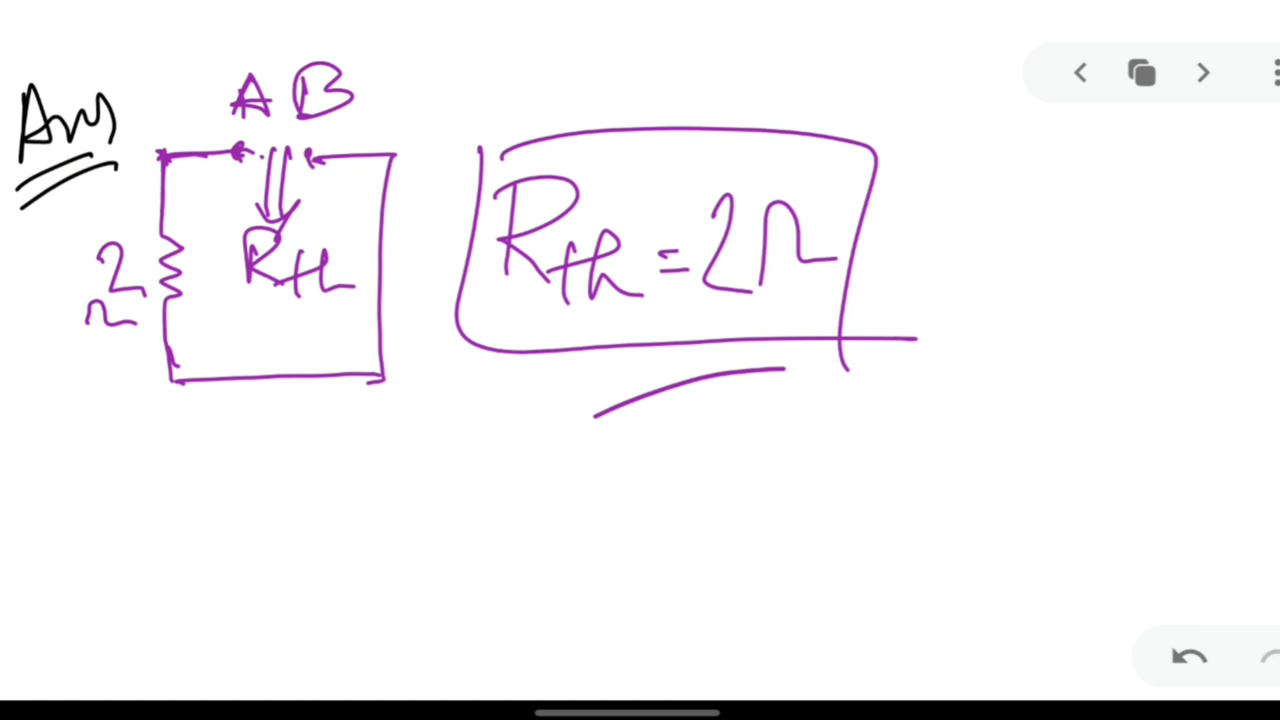 Ans
A B
2
Ω
Rth
Rth = 2Ω